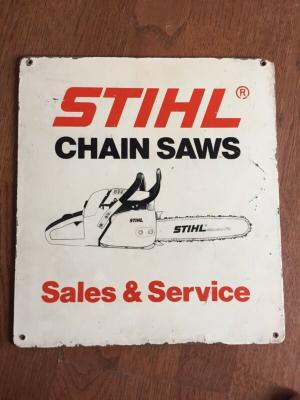 STIHL®
CHAIN SAWS
STIHL
STIHL
Sales & Service